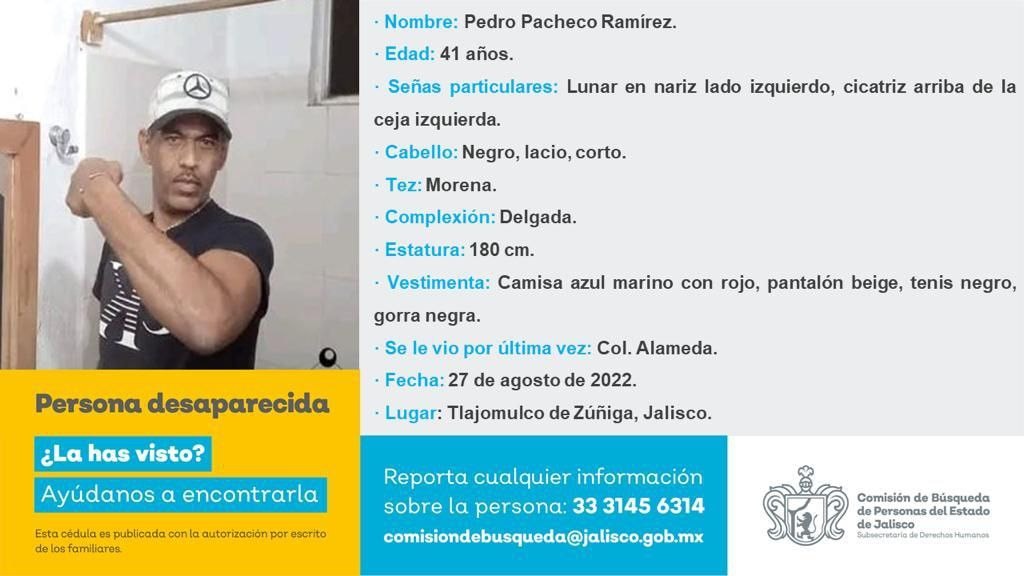 · Nombre: Pedro Pacheco Ramírez.
· Edad: 41 años.
· Señas particulares: Lunar en nariz lado izquierdo, cicatriz arriba de la
ceja izquierda.
· Cabello: Negro, lacio, corto.
· Tez: Morena.
· Complexión: Delgada.
· Estatura: 180 cm.
· Vestimenta: Camisa azul marino con rojo, pantalón beige, tenis negro,
gorra negra.
· Se le vio por última vez: Col. Alameda.
· Fecha: 27 de agosto de 2022.
· Lugar: Tlajomulco de Zúñiga, Jalisco.
Persona desaparecida
¿La has visto?
Ayúdanos a encontrarla
Esta cédula es publicada con la autorización por escrito
de los familiares.
Reporta cualquier información
sobre la persona: 33 3145 6314
comisiondebusqueda@jalisco.gob.mx
Comisión de Búsqueda
de Personas del Estado
de Jalisco
Subsecretaría de Derechos Humanos